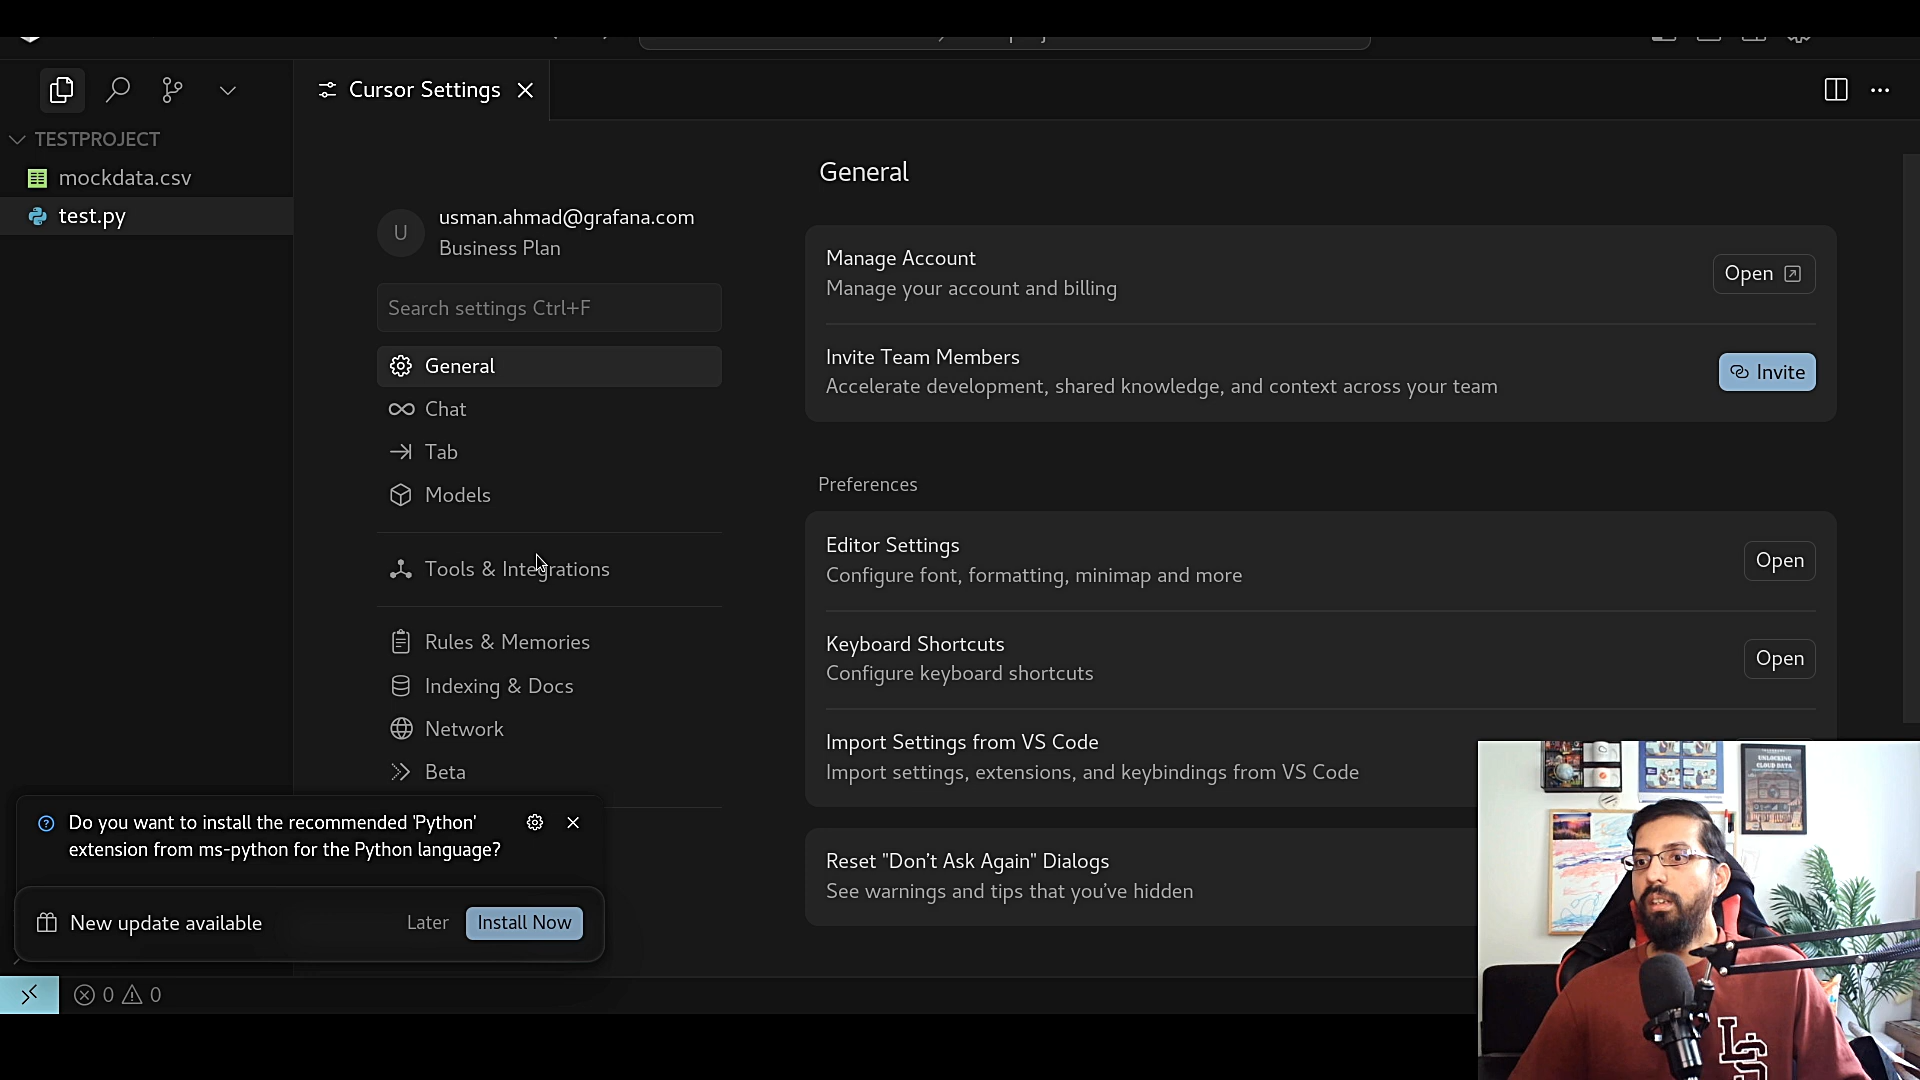 Cursor Settings
TESTPROJECT
mockdata.csv
test.py
U
usman.ahmad@grafana.com
Business Plan
Search settings Ctrl+F
General
Chat
Tab
Models
Tools & Integrations
Rules & Memories
Indexing & Docs
Network
Beta
General
Manage Account
Manage your account and billing
Open
Invite Team Members
Accelerate development, shared knowledge, and context across your team
Invite
Preferences
Editor Settings
Configure font, formatting, minimap and more
Open
Keyboard Shortcuts
Configure keyboard shortcuts
Open
Import Settings from VS Code
Import settings, extensions, and keybindings from VS Code
Reset "Don't Ask Again" Dialogs
See warnings and tips that you've hidden
Do you want to install the recommended 'Python'
extension from ms-python for the Python language?
New update available
Later
Install Now
0
0
UNLOCKING
CLOUD DATA
LS